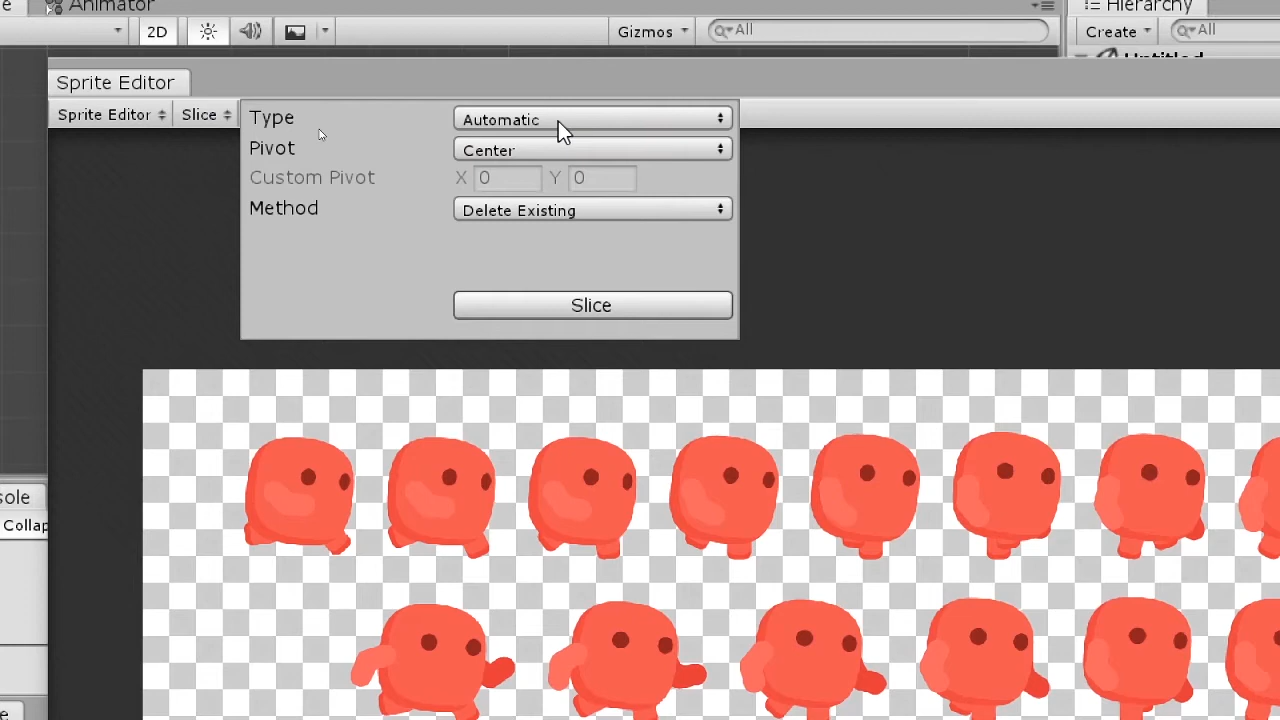 Animator
Hierarchy
2D
Gizmos
All
Create
All
Untitled
Sprite Editor
Sprite Editor
Slice
Type
Automatic
Pivot
Center
Custom Pivot
X
0
Y
0
Method
Delete Existing
Slice
sole
Collap